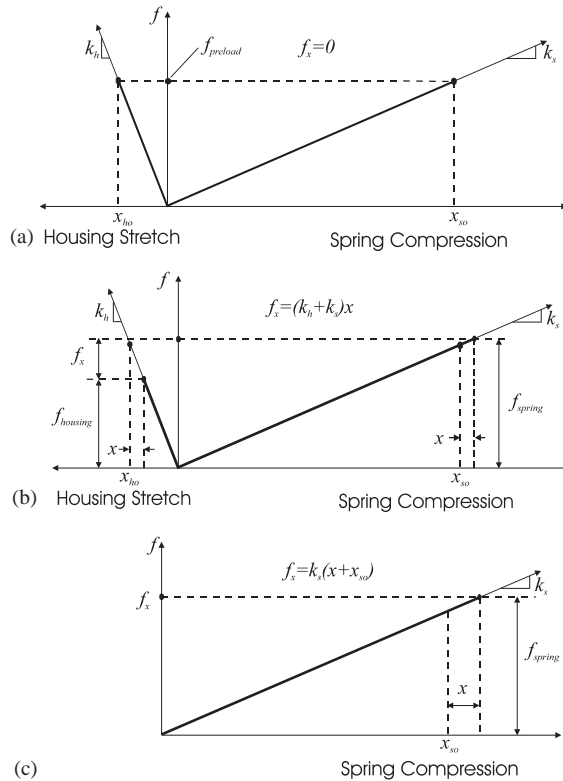 f
k_h
f_preload
f_x=0
k_s
x_ho
x_so
(a) Housing Stretch
Spring Compression
f
k_h
f_x=(k_h+k_s)x
k_s
f_x
f_housing
f_spring
x
x
x_ho
x_so
(b) Housing Stretch
Spring Compression
f
f_x=k_s(x+x_so)
k_s
f_x
f_spring
x
x_so
(c)
Spring Compression